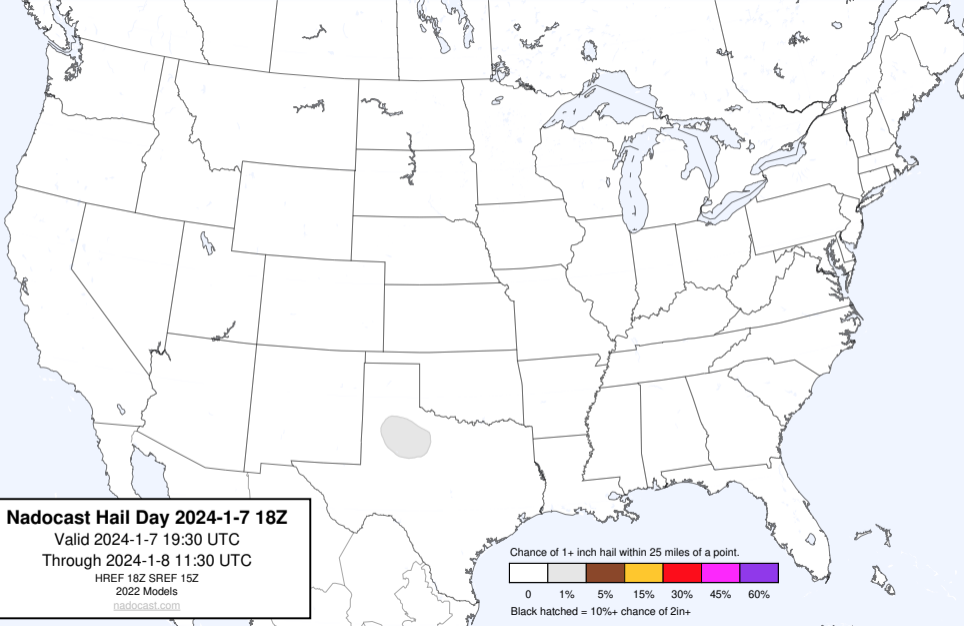 Nadocast Hail Day 2024-1-7 18Z
Valid 2024-1-7 19:30 UTC
Through 2024-1-8 11:30 UTC
HREF 18Z SREF 15Z
2022 Models
nadocast.com
Chance of 1+ inch hail within 25 miles of a point.
0 1% 5% 15% 30% 45% 60%
Black hatched = 10%+ chance of 2in+